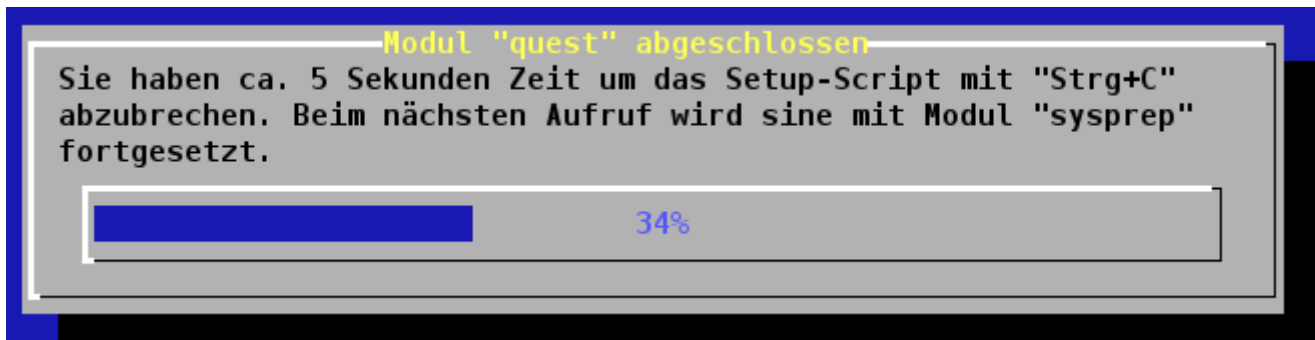 Modul "quest" abgeschlossen
Sie haben ca. 5 Sekunden Zeit um das Setup-Script mit "Strg+C"
abzubrechen. Beim nächsten Aufruf wird sine mit Modul "sysprep"
fortgesetzt.
34%